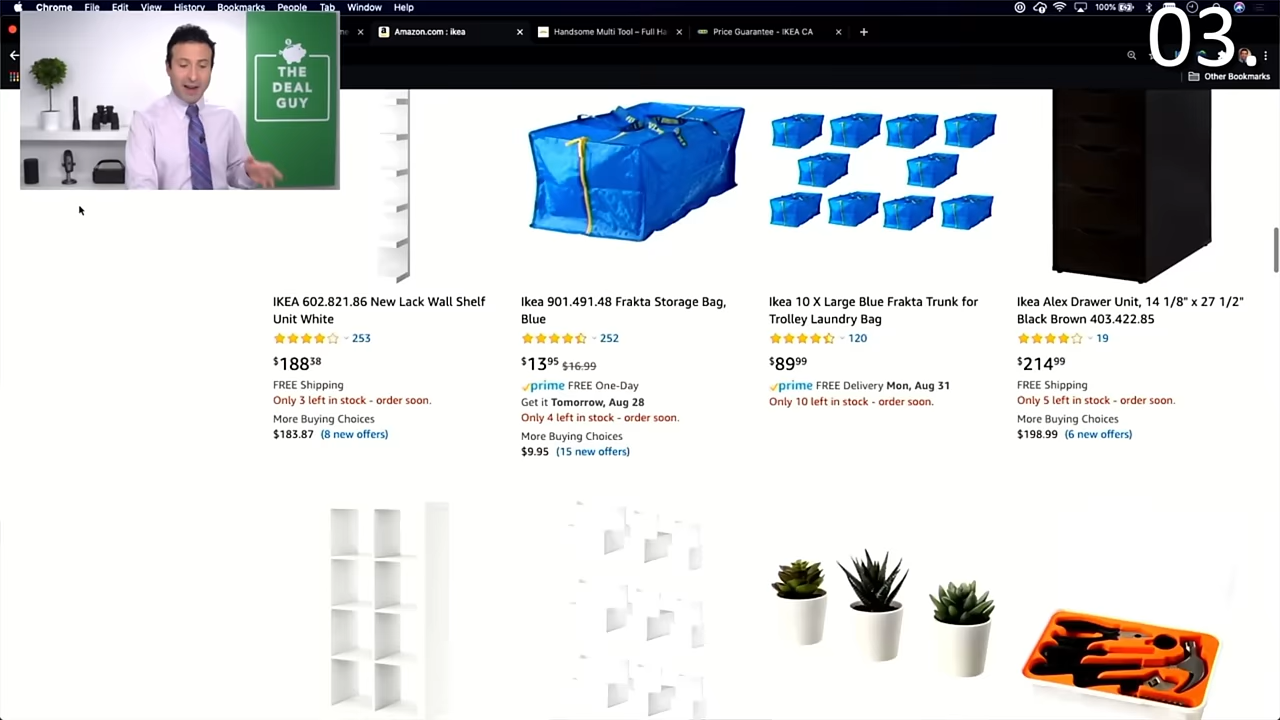 Chrome File Edit View History Bookmarks People Tab Window Help
100%
03.
Amazon.com : ikea
Handsome Multi Tool – Full Ha
Price Guarantee - IKEA CA
Other Bookmarks
THE
DEAL
GUY
IKEA 602.821.86 New Lack Wall Shelf
Unit White
253
$188 38
FREE Shipping
Only 3 left in stock - order soon.
More Buying Choices
$183.87 (8 new offers)
Ikea 901.491.48 Frakta Storage Bag,
Blue
252
$13 95 $16.99
prime FREE One-Day
Get it Tomorrow, Aug 28
Only 4 left in stock - order soon.
More Buying Choices
$9.95 (15 new offers)
Ikea 10 X Large Blue Frakta Trunk for
Trolley Laundry Bag
120
$89 99
prime FREE Delivery Mon, Aug 31
Only 10 left in stock - order soon.
Ikea Alex Drawer Unit, 14 1/8" x 27 1/2"
Black Brown 403.422.85
19
$214 99
FREE Shipping
Only 5 left in stock - order soon.
More Buying Choices
$198.99 (6 new offers)